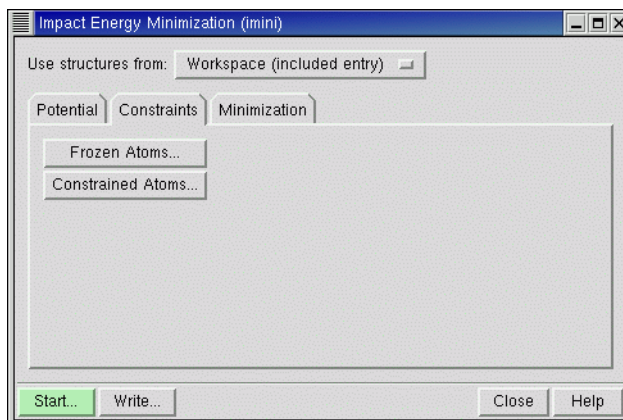 Impact Energy Minimization (imini)
Use structures from: Workspace (included entry)
Potential Constraints Minimization
Frozen Atoms...
Constrained Atoms...
Start... Write... Close Help